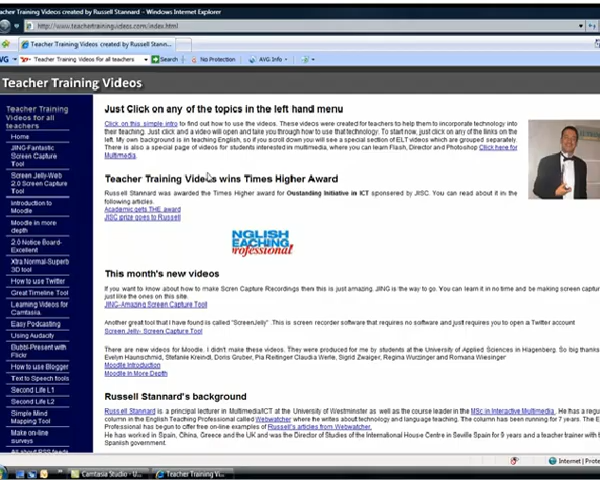 Teacher Training Videos created by Russell Stannard -- Windows Internet Explorer
http://www.teachertrainingvideos.com/index.html
Teacher Training Videos created by Russell Stann...
Teacher Training Videos for all teachers
Search
No Protection
AVG Info
Teacher Training Videos
Teacher Training
Videos for all
teachers
Home
JING-Fantastic
Screen Capture
Tool
Screen Jelly-Web
2.0 Screen Capture
Tool
Introduction to
Moodle
Moodle in more
depth
2.0 Notice Board-
Excellent
Xtra Normal-Superb
3D tool
How to use Twitter
Great Timeline Tool
Learning Videos for
Camtasia
Easy Podcasting
Using Audacity
Bubbl-Present with
Flickr
How to use Blogger
Text to Speech tools
Second Life L1
Second Life L2
Simple Mind
Mapping Tool
Make on-line
surveys
All about RSS feeds
Just Click on any of the topics in the left hand menu
Click on this simple intro to find out how to use the videos. These videos were created for teachers to help them to incorporate technology into
their teaching. Just click and a video will open and take you through how to use that technology. To start now, just click on any of the links on the
left. My own background is in teaching English, so if you scroll down you will see a section of ELT videos which are grouped separately.
There is also a special page of videos for students interested in multimedia, where you can learn Flash, Director and Photoshop Click here for
Multimedia.
Teacher Training Videos wins Times Higher Award
Russell Stannard was awarded the Times Higher award for Oustanding Initiative in ICT sponsored by JISC. You can read about it in the
following articles.
Academic gets THE award
JISC prize goes to Russell
NGLISH
EACHING
rofessional
This month's new videos
If you want to know about how to make Screen Capture Recordings then this is just amazing. JING is the way to go. You can learn it in no time and be making screen captur
just like the ones on this site.
JING-Amazing Screen Capture Tool
Another great tool that I have found is called "ScreenJelly" .This is screen recorder software that requires no software and just requires you to open a Twitter account
Screen Jelly- Screen Capture Tool
There are new videos for Moodle. I didn't make these videos. They were produced for me by students at the University of Applied Sciences in Hagenberg. So big thanks
Evelyn Haunschmid, Stefanie Kreindl, Doris Gruber, Pia Reitinger Claudia Werle, Sigrid Zwaiger, Regina Wurzinger and Romana Wiesinger
Moodle Introduction
Moodle in More Depth
Russell Stannard's background
Russell Stannard is a principal lecturer in Multimedia/ICT at the University of Westminster as well as the course leader in the MSc in Interactive Multimedia. He has a regu
column in the English Teaching Professional called Webwatcher where he writes about technology and language teaching. The column has been running for 7 years. The E
Professional has begun to offer free on-line examples of Russell's articles from Webwatcher.
He has worked in Spain, China, Greece and the UK and was the Director of Studies of the International House Centre in Seville Spain for 9 years and a teacher trainer with t
Spanish government.
Internet | Prote
Camtasia Studio - U...
Teacher Training Vi...